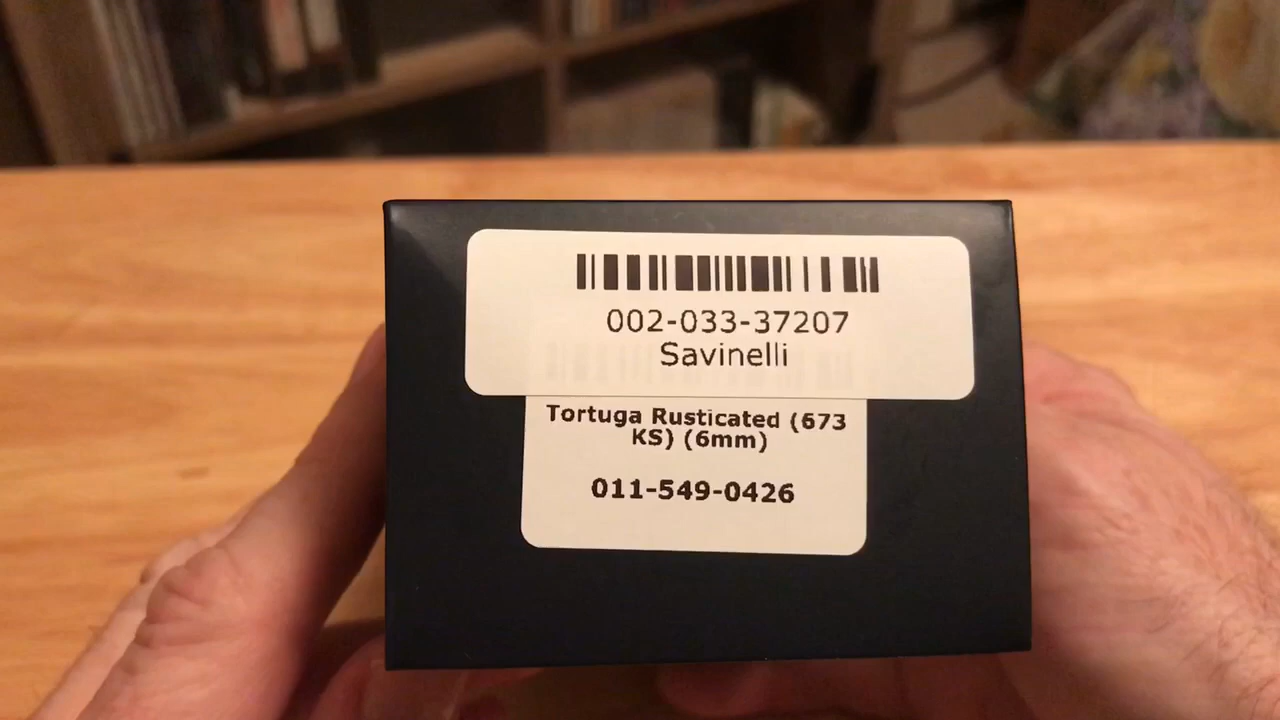 002-033-37207
Savinelli
Tortuga Rusticated (673
KS) (6mm)
011-549-0426